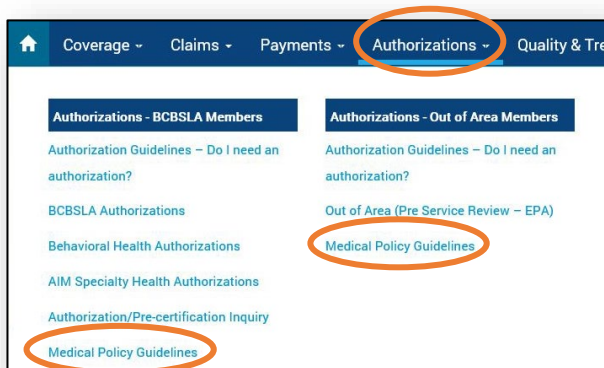 Coverage Claims Payments Authorizations Quality &
Authorizations - BCBSLA Members
Authorization Guidelines – Do I need an
authorization?
BCBSLA Authorizations
Behavioral Health Authorizations
AIM Specialty Health Authorizations
Authorization/Pre-certification Inquiry
Medical Policy Guidelines
Authorizations - Out of Area Members
Authorization Guidelines – Do I need an
authorization?
Out of Area (Pre Service Review – EPA)
Medical Policy Guidelines